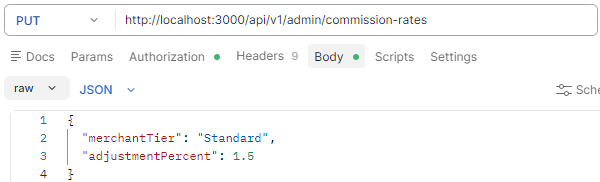 PUT http://localhost:3000/api/v1/admin/commission-rates
Docs Params Authorization Headers 9 Body Scripts Settings
raw JSON
1 {
2 "merchantTier": "Standard",
3 "adjustmentPercent": 1.5
4 }